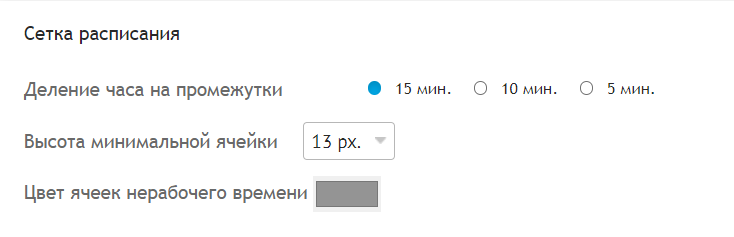 Сетка расписания
Деление часа на промежутки 15 мин. 10 мин. 5 мин.
Высота минимальной ячейки 13 px.
Цвет ячеек нерабочего времени